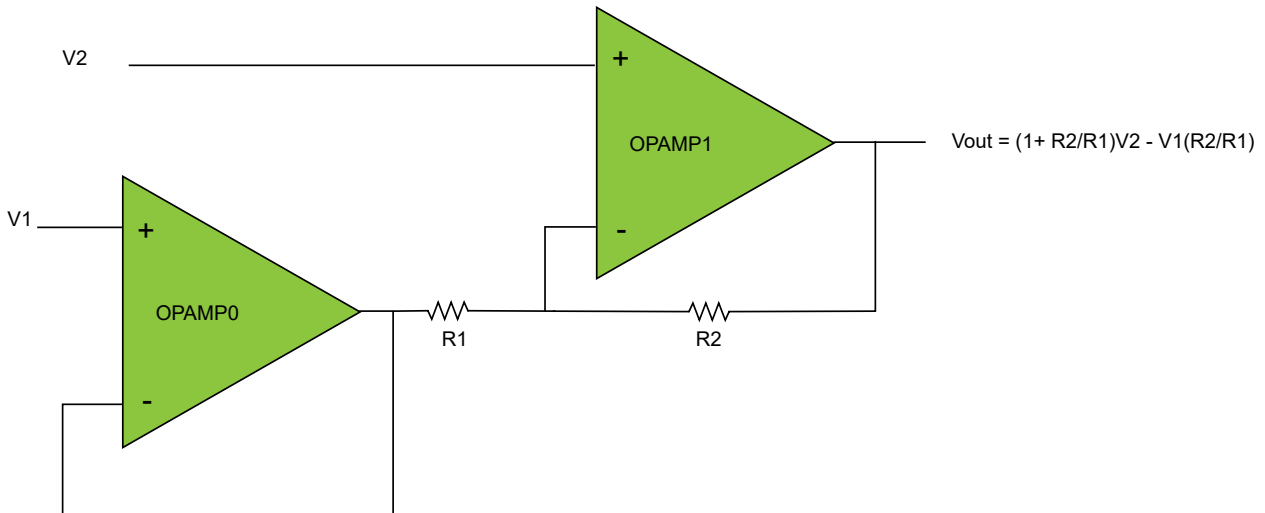 V2
+
OPAMP1
-
Vout = (1+ R2/R1)V2 - V1(R2/R1)
V1
+
OPAMP0
-
R1
R2